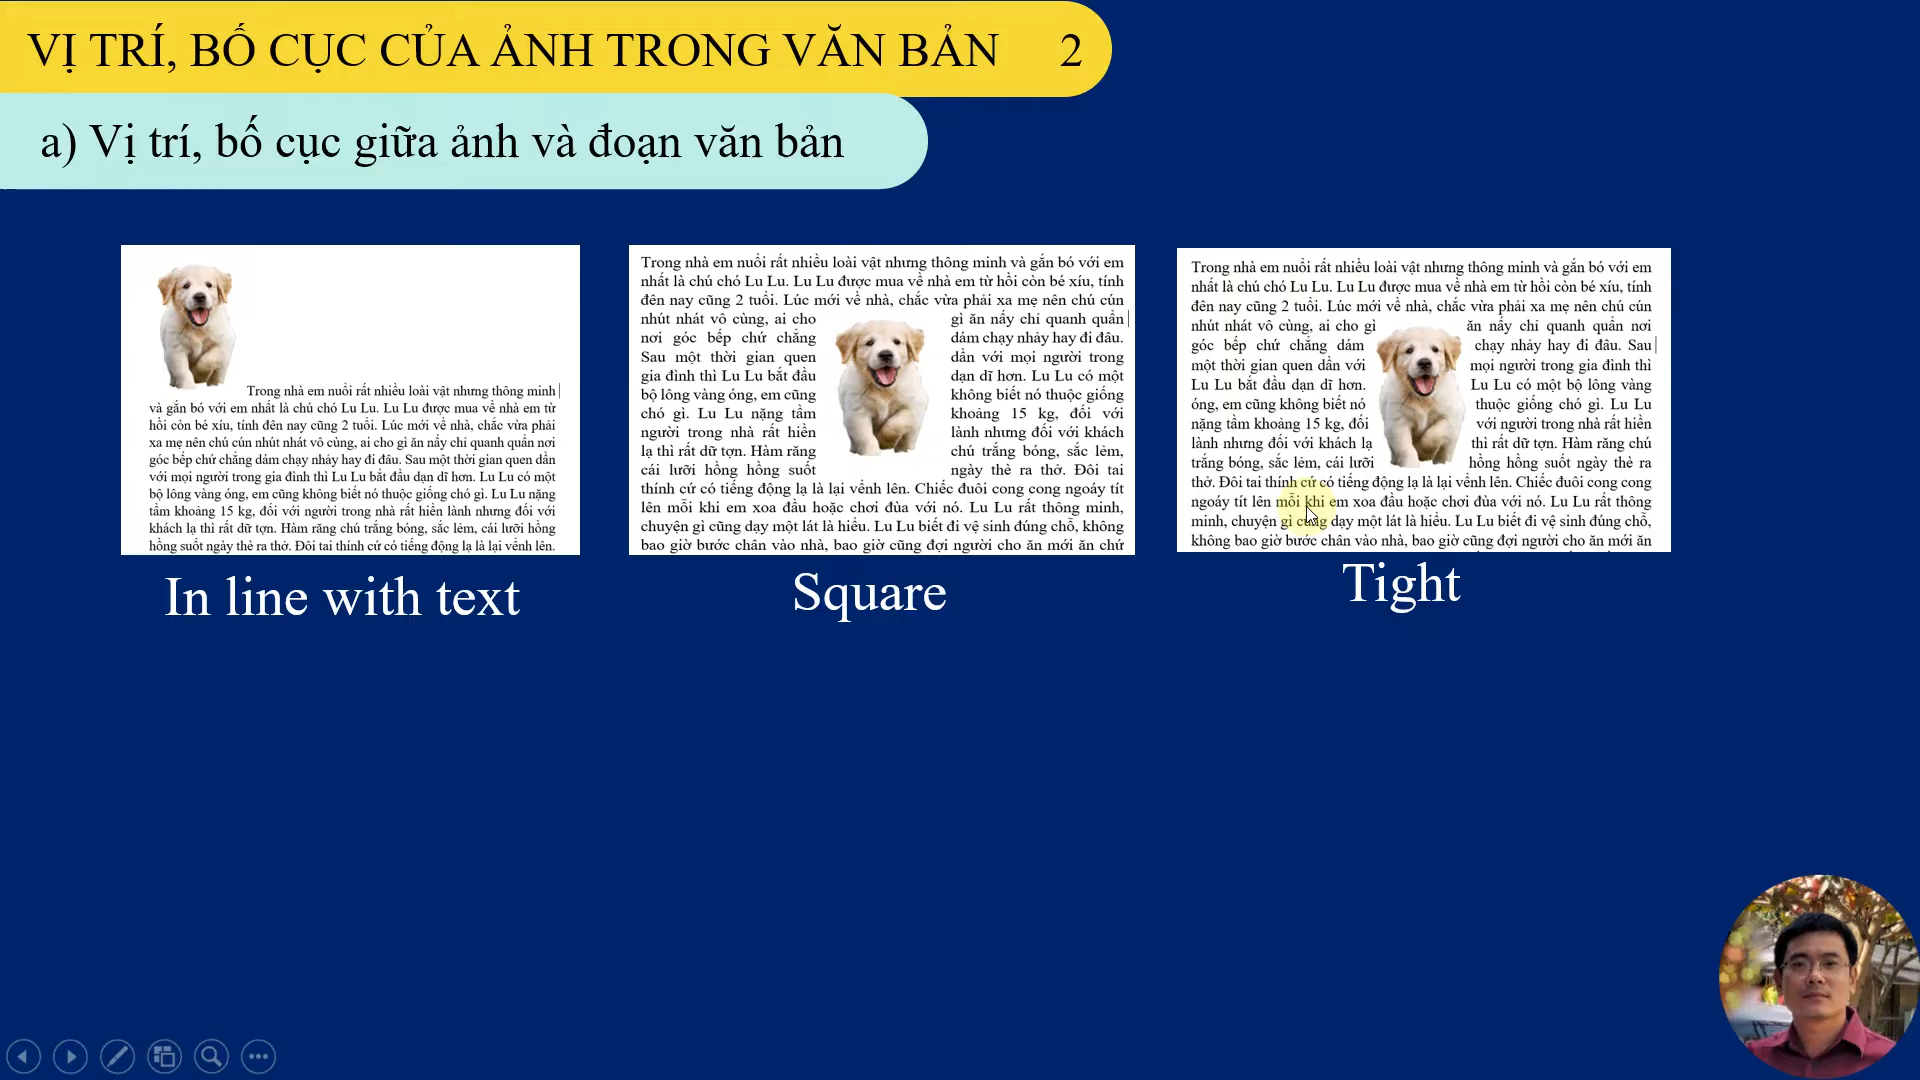 VỊ TRÍ, BỐ CỤC CỦA ẢNH TRONG VĂN BẢN 2
a) Vị trí, bố cục giữa ảnh và đoạn văn bản
Trong nhà em nuôi rất nhiều loài vật nhưng thông minh
và gắn bó với em nhất là chú chó Lu Lu. Lu Lu được mua về nhà em từ
hồi còn bé xíu, tính đên nay cũng 2 tuổi. Lúc mới về nhà, chắc vừa phải
xa mẹ nên chú cún nhút nhát vô cùng, ai cho gì ăn nấy chỉ quanh quẩn nơi
góc bếp chứ chẳng dám chạy nhảy hay đi đâu. Sau một thời gian quen dần
với mọi người trong gia đình thì Lu Lu bắt đầu dạn dĩ hơn. Lu Lu có một
bộ lông vàng óng, em cũng không biết nó thuộc giống chó gì. Lu Lu nặng
tầm khoảng 15 kg, đối với người trong nhà rất hiền lành nhưng đối với
khách lạ thì rất dữ tợn. Hàm răng chú trắng bóng, sắc lẻm, cái lưỡi hồng
hồng suốt ngày thè ra thở. Đôi tai thính cứ có tiếng động lạ là lại vểnh lên.
In line with text
Trong nhà em nuôi rất nhiều loài vật nhưng thông minh và gắn bó với em
nhất là chú chó Lu Lu. Lu Lu được mua về nhà em từ hồi còn bé xíu, tính
đên nay cũng 2 tuổi. Lúc mới về nhà, chắc vừa phải xa mẹ nên chú cún
nhút nhát vô cùng, ai cho gì ăn nấy chỉ quanh quẩn
nơi góc bếp chứ chẳng dám chạy nhảy hay đi đâu.
Sau một thời gian quen dần với mọi người trong
gia đình thì Lu Lu bắt đầu dạn dĩ hơn. Lu Lu có một
bộ lông vàng óng, em cũng không biết nó thuộc giống
chó gì. Lu Lu nặng tầm khoảng 15 kg, đối với
người trong nhà rất hiền lành nhưng đối với khách
lạ thì rất dữ tợn. Hàm răng chú trắng bóng, sắc lẻm,
cái lưỡi hồng hồng suốt ngày thè ra thở. Đôi tai
thính cứ có tiếng động lạ là lại vểnh lên. Chiếc đuôi cong cong ngoáy tít
lên mỗi khi em xoa đầu hoặc chơi đùa với nó. Lu Lu rất thông minh,
chuyện gì cũng dạy một lát là hiểu. Lu Lu biết đi vệ sinh đúng chỗ, không
bao giờ bước chân vào nhà, bao giờ cũng đợi người cho ăn mới ăn chứ
Square
Trong nhà em nuôi rất nhiều loài vật nhưng thông minh và gắn bó với em
nhất là chú chó Lu Lu. Lu Lu được mua về nhà em từ hồi còn bé xíu, tính
đên nay cũng 2 tuổi. Lúc mới về nhà, chắc vừa phải xa mẹ nên chú cún
nhút nhát vô cùng, ai cho gì ăn nấy chỉ quanh quẩn nơi
góc bếp chứ chẳng dám chạy nhảy hay đi đâu. Sau
một thời gian quen dần với mọi người trong gia đình thì
Lu Lu bắt đầu dạn dĩ hơn. Lu Lu có một bộ lông vàng
óng, em cũng không biết nó thuộc giống chó gì. Lu Lu
nặng tầm khoảng 15 kg, đối với người trong nhà rất hiền
lành nhưng đối với khách lạ thì rất dữ tợn. Hàm răng chú
trắng bóng, sắc lẻm, cái lưỡi hồng hồng suốt ngày thè ra
thở. Đôi tai thính cứ có tiếng động lạ là lại vểnh lên. Chiếc đuôi cong cong
ngoáy tít lên mỗi khi em xoa đầu hoặc chơi đùa với nó. Lu Lu rất thông
minh, chuyện gì cũng dạy một lát là hiểu. Lu Lu biết đi vệ sinh đúng chỗ,
không bao giờ bước chân vào nhà, bao giờ cũng đợi người cho ăn mới ăn
Tight